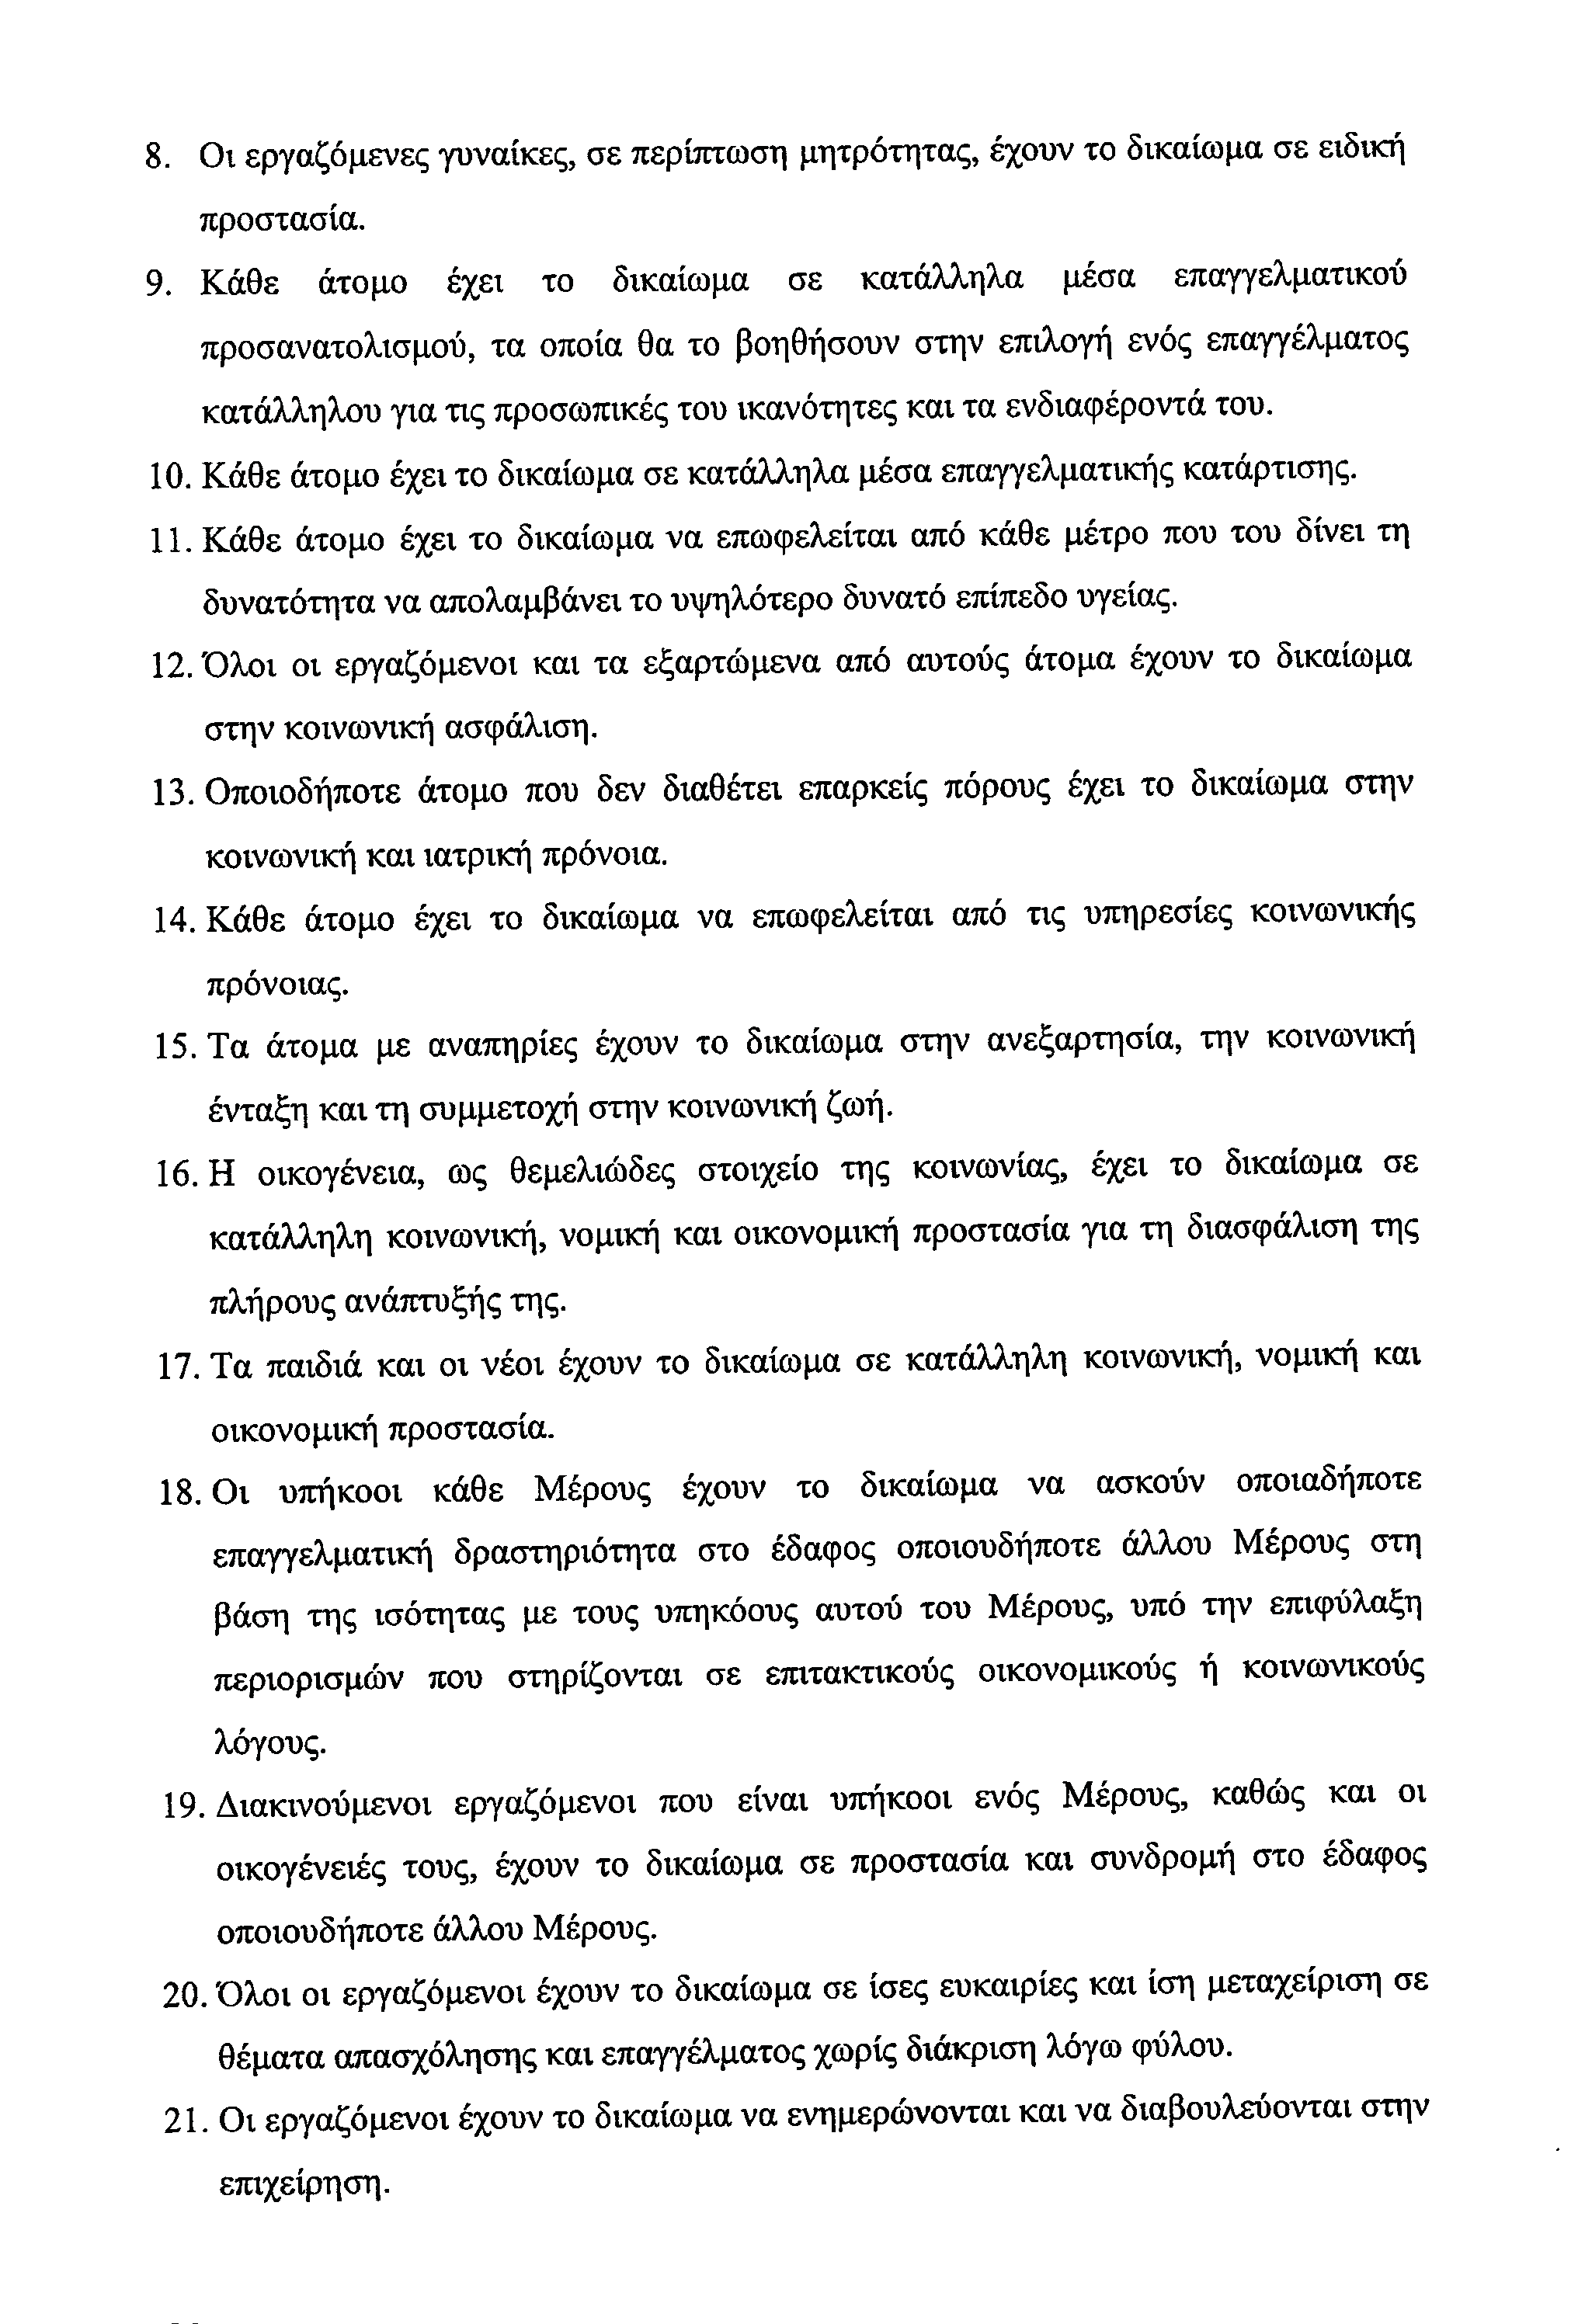 8. Οι εργαζόμενες γυναίκες, σε περίπτωση μητρότητας, έχουν το δικαίωμα σε ειδική
προστασία.
9. Κάθε άτομο έχει το δικαίωμα σε κατάλληλα μέσα επαγγελματικού
προσανατολισμού, τα οποία θα το βοηθήσουν στην επιλογή ενός επαγγέλματος
κατάλληλου για τις προσωπικές του ικανότητες και τα ενδιαφέροντά του.
10. Κάθε άτομο έχει το δικαίωμα σε κατάλληλα μέσα επαγγελματικής κατάρτισης.
11. Κάθε άτομο έχει το δικαίωμα να επωφελείται από κάθε μέτρο που του δίνει τη
δυνατότητα να απολαμβάνει το υψηλότερο δυνατό επίπεδο υγείας.
12. Όλοι οι εργαζόμενοι και τα εξαρτώμενα από αυτούς άτομα έχουν το δικαίωμα
στην κοινωνική ασφάλιση.
13. Οποιοδήποτε άτομο που δεν διαθέτει επαρκείς πόρους έχει το δικαίωμα στην
κοινωνική και ιατρική πρόνοια.
14. Κάθε άτομο έχει το δικαίωμα να επωφελείται από τις υπηρεσίες κοινωνικής
πρόνοιας.
15. Τα άτομα με αναπηρίες έχουν το δικαίωμα στην ανεξαρτησία, την κοινωνική
ένταξη και τη συμμετοχή στην κοινωνική ζωή.
16. Η οικογένεια, ως θεμελιώδες στοιχείο της κοινωνίας, έχει το δικαίωμα σε
κατάλληλη κοινωνική, νομική και οικονομική προστασία για τη διασφάλιση της
πλήρους ανάπτυξής της.
17. Τα παιδιά και οι νέοι έχουν το δικαίωμα σε κατάλληλη κοινωνική, νομική και
οικονομική προστασία.
18. Οι υπήκοοι κάθε Μέρους έχουν το δικαίωμα να ασκούν οποιαδήποτε
επαγγελματική δραστηριότητα στο έδαφος οποιουδήποτε άλλου Μέρους στη
βάση της ισότητας με τους υπηκόους αυτού του Μέρους, υπό την επιφύλαξη
περιορισμών που στηρίζονται σε επιτακτικούς οικονομικούς ή κοινωνικούς
λόγους.
19. Διακινούμενοι εργαζόμενοι που είναι υπήκοοι ενός Μέρους, καθώς και οι
οικογένειές τους, έχουν το δικαίωμα σε προστασία και συνδρομή στο έδαφος
οποιουδήποτε άλλου Μέρους.
20. Όλοι οι εργαζόμενοι έχουν το δικαίωμα σε ίσες ευκαιρίες και ίση μεταχείριση σε
θέματα απασχόλησης και επαγγέλματος χωρίς διάκριση λόγω φύλου.
21. Οι εργαζόμενοι έχουν το δικαίωμα να ενημερώνονται και να διαβουλεύονται στην
επιχείρηση.